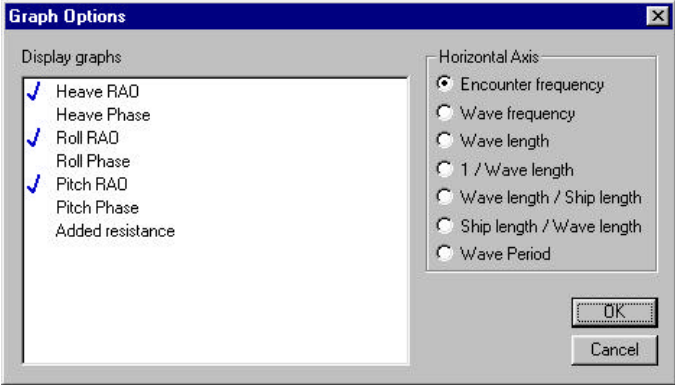 Graph Options
Display graphs
Heave RAO
Heave Phase
Roll RAO
Roll Phase
Pitch RAO
Pitch Phase
Added resistance
Horizontal Axis
Encounter frequency
Wave frequency
Wave length
1 / Wave length
Wave length / Ship length
Ship length / Wave length
Wave Period
OK
Cancel